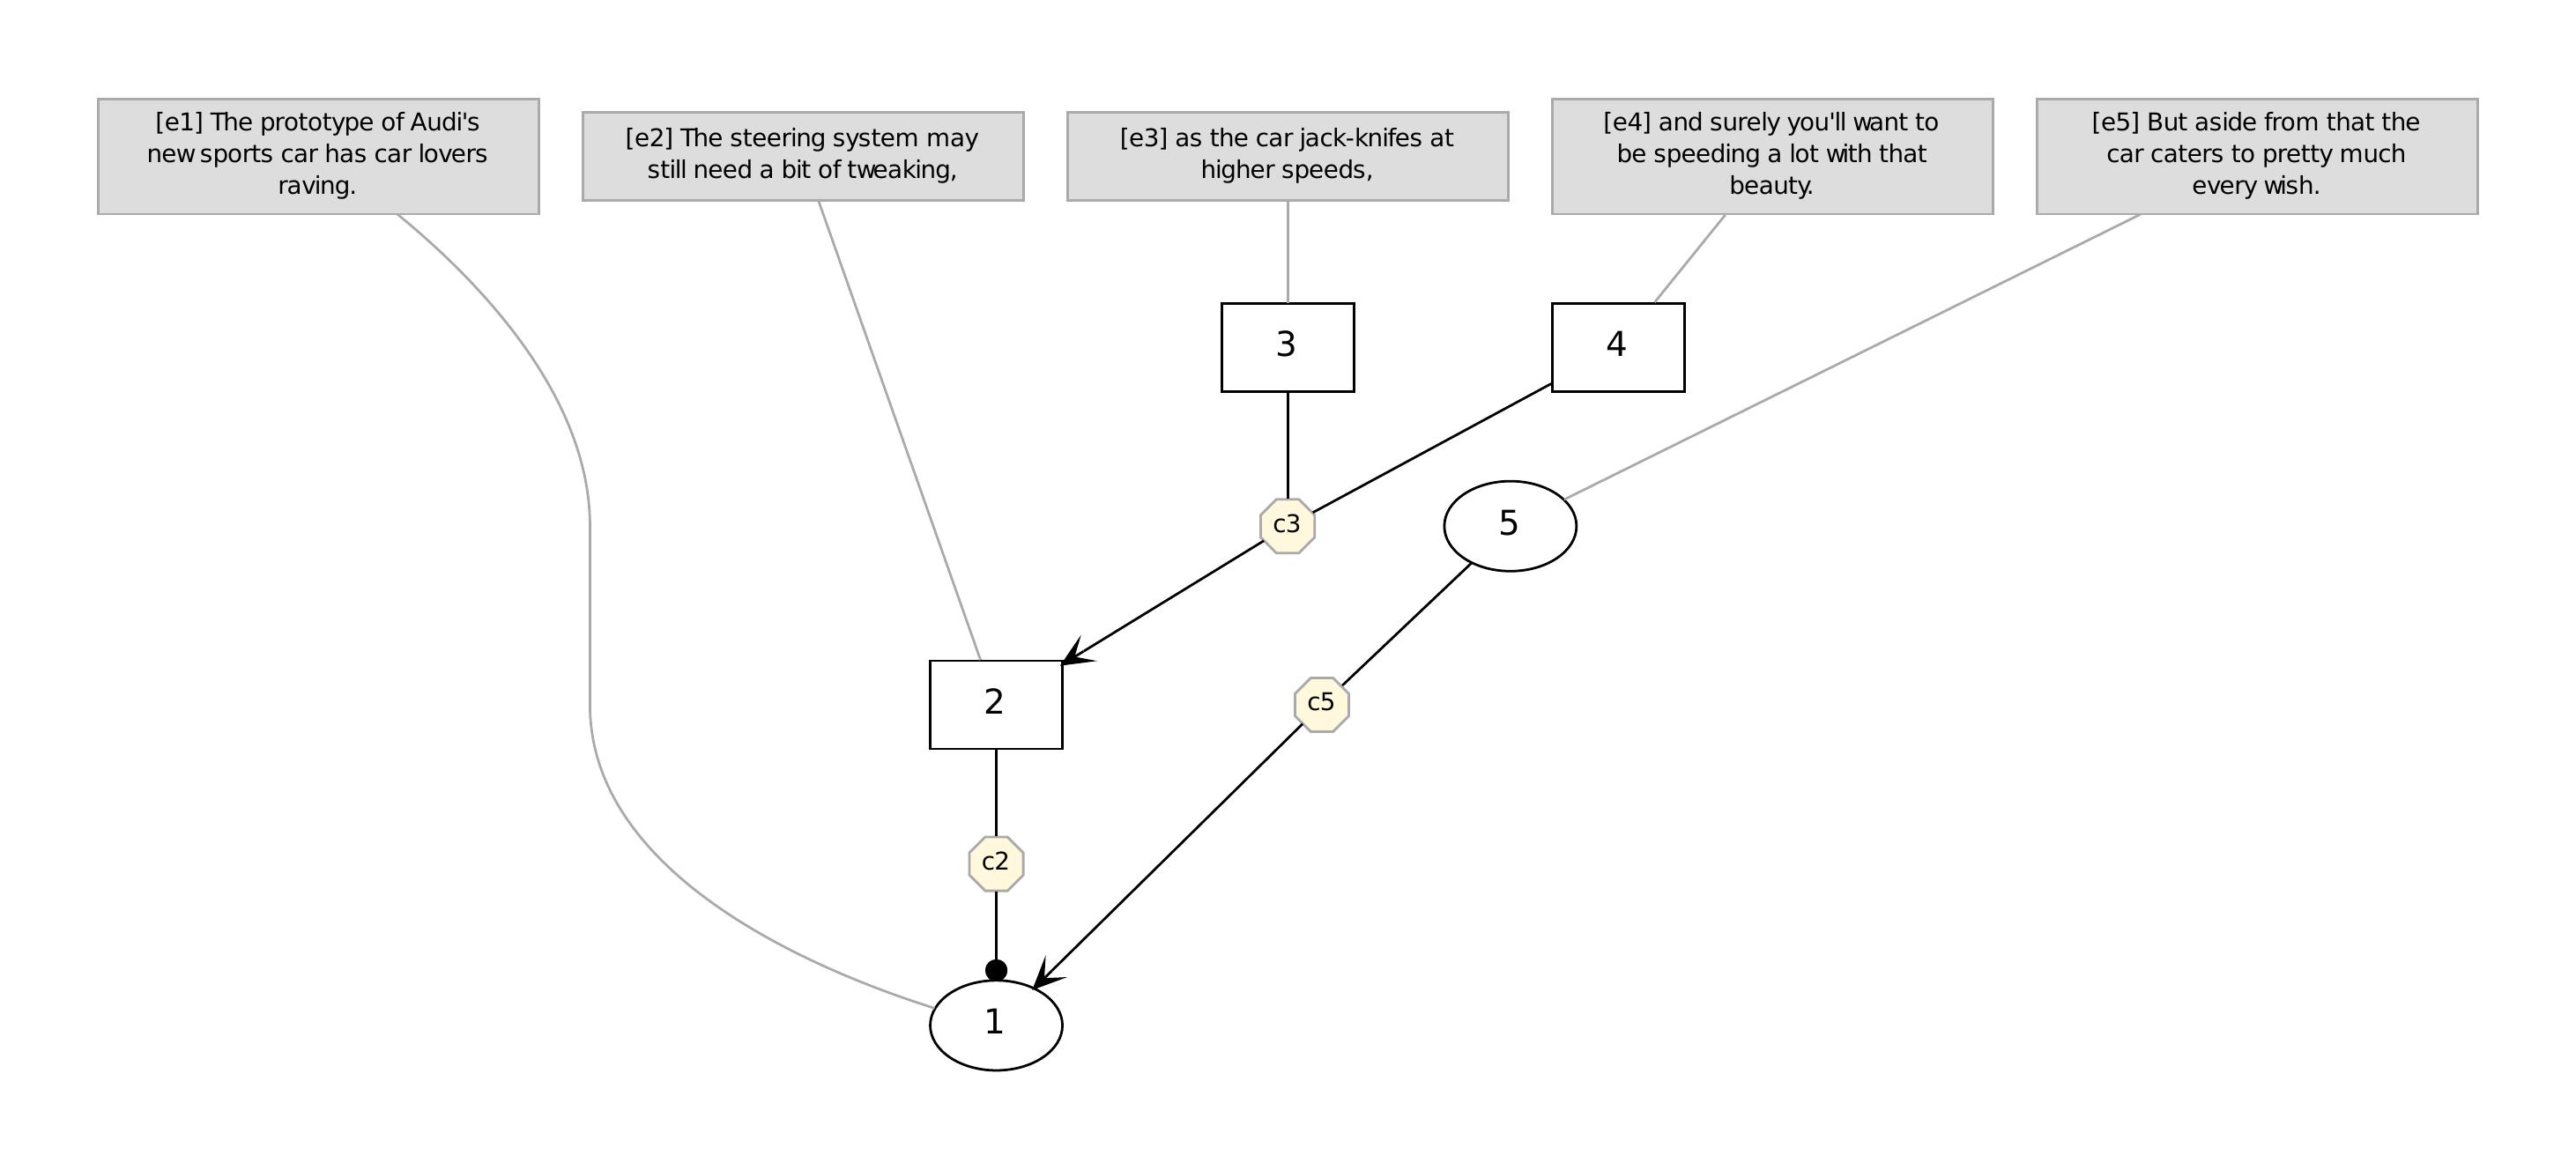 [e1] The prototype of Audi's
new sports car has car lovers
raving.
[e2] The steering system may
still need a bit of tweaking,
[e3] as the car jack-knifes at
higher speeds,
[e4] and surely you'll want to
be speeding a lot with that
beauty.
[e5] But aside from that the
car caters to pretty much
every wish.
3
4
c3
5
2
c5
c2
1